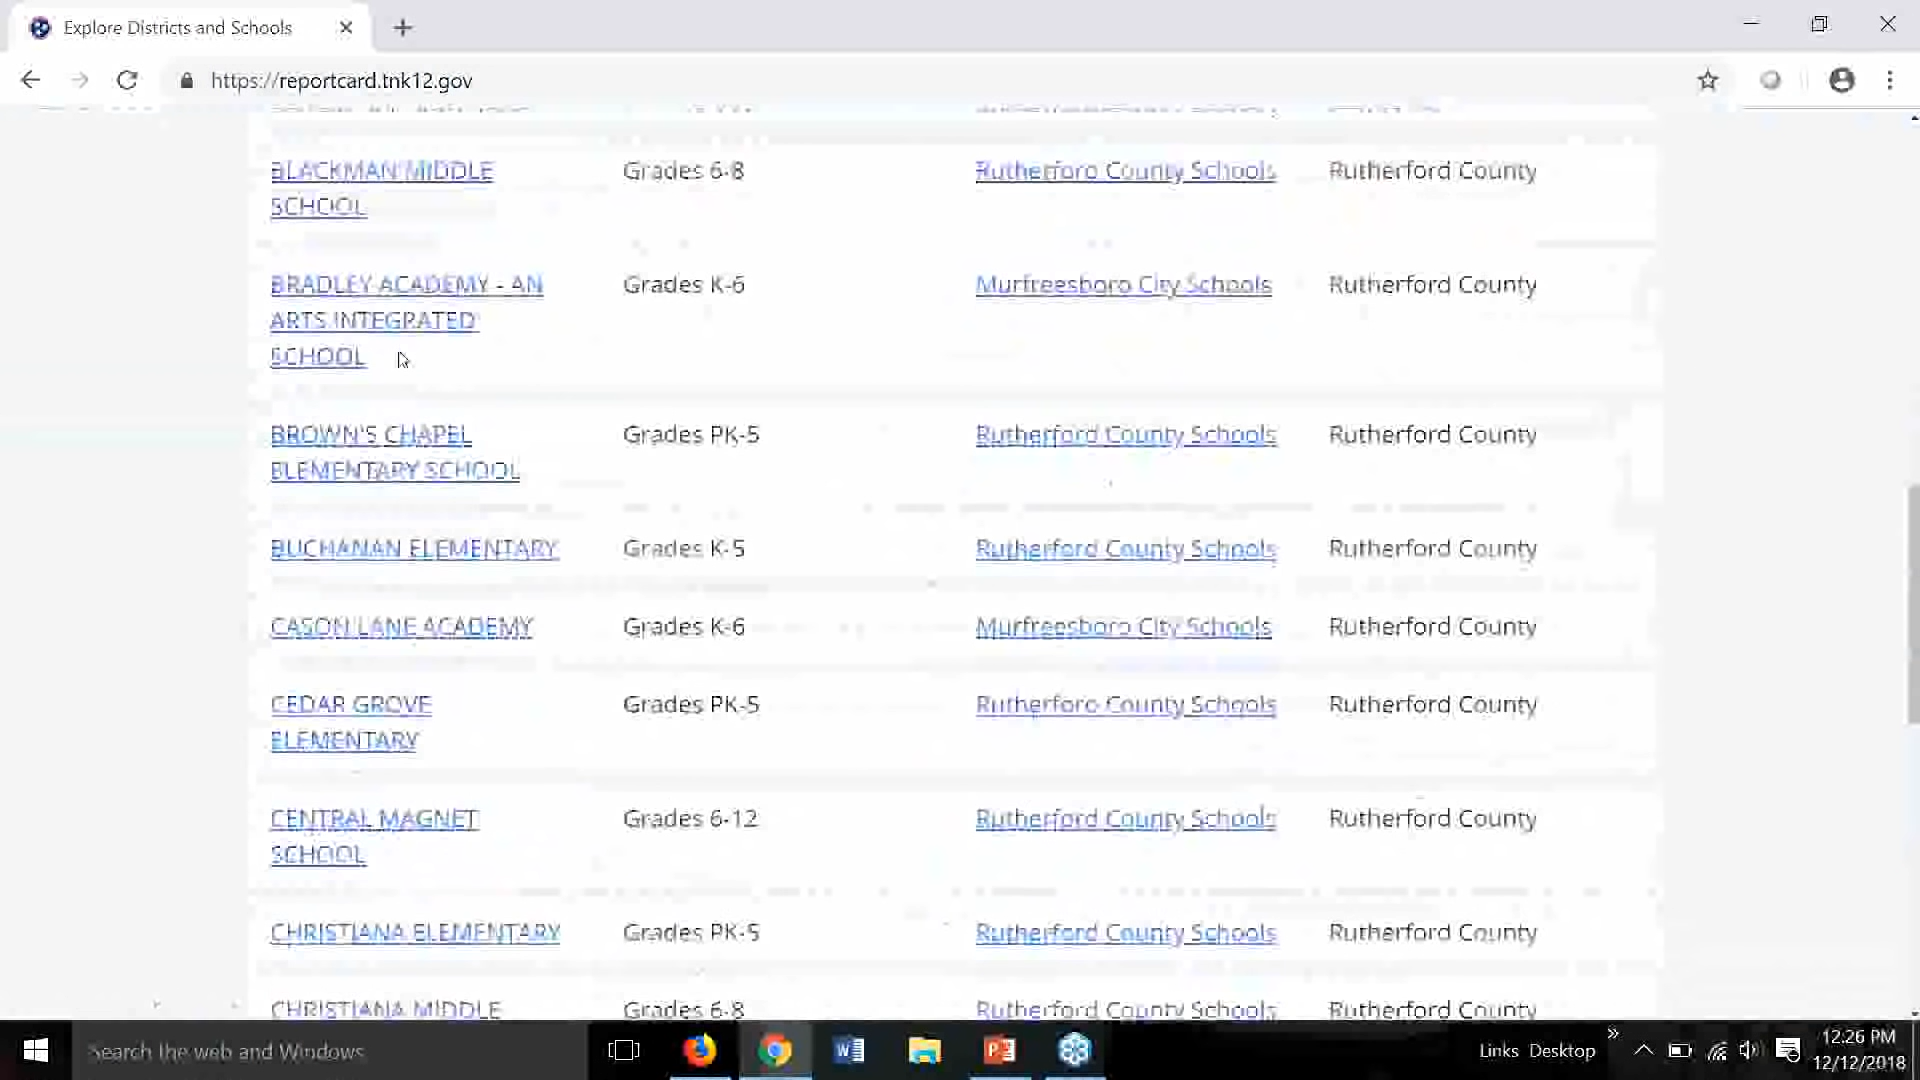 Explore Districts and Schools
https://reportcard.tnk12.gov
BLACKMAN MIDDLE Grades 6-8 Rutherford County Schools Rutherford County
SCHOOL
BRADLEY ACADEMY - AN Grades K-6 Murfreesboro City Schools Rutherford County
ARTS INTEGRATED
SCHOOL
BROWN'S CHAPEL Grades PK-5 Rutherford County Schools Rutherford County
ELEMENTARY SCHOOL
BUCHANAN ELEMENTARY Grades K-5 Rutherford County Schools Rutherford County
CASON LANE ACADEMY Grades K-6 Murfreesboro City Schools Rutherford County
CEDAR GROVE Grades PK-5 Rutherford County Schools Rutherford County
ELEMENTARY
CENTRAL MAGNET Grades 6-12 Rutherford County Schools Rutherford County
SCHOOL
CHRISTIANA ELEMENTARY Grades PK-5 Rutherford County Schools Rutherford County
CHRISTIANA MIDDLE Grades 6-8 Rutherford County Schools Rutherford County
Search the web and Windows
Links Desktop
12:26 PM
12/12/2018